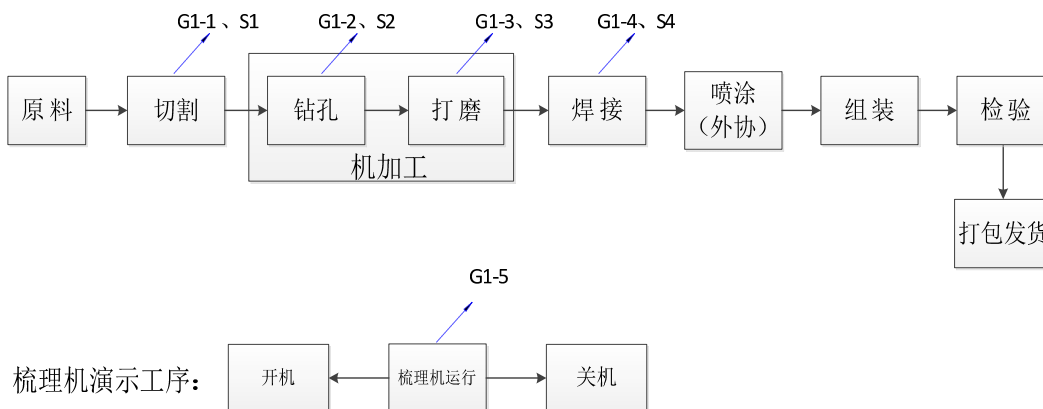 G1-1、S1
G1-2、S2
G1-3、S3
G1-4、S4
原料
切割
钻孔
打磨
焊接
喷涂
（外协）
组装
检验
机加工
打包发货
G1-5
梳理机演示工序：
开机
梳理机运行
关机